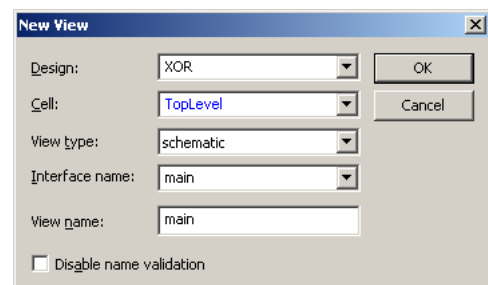 New View
Design: XOR OK
Cell: TopLevel Cancel
View type: schematic
Interface name: main
View name: main
Disable name validation